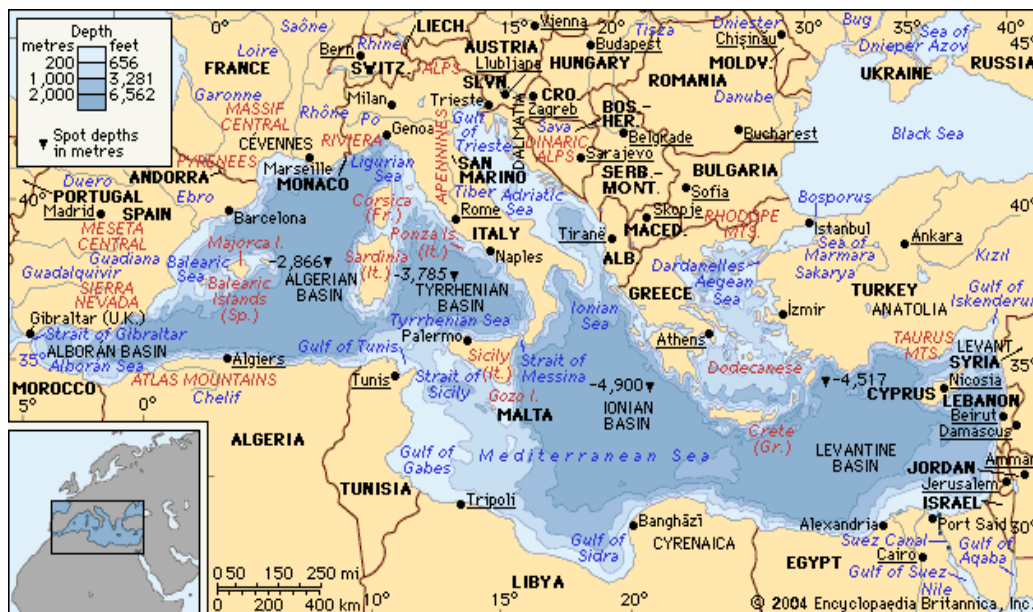 Depth
metres feet
200 656
1,000 3,281
2,000 6,562
▼ Spot depths
in metres
0°
5°
10°
15°
20°
25°
30°
35°
45°
Loire
Saône
Rhine
LIECH.
Vienna
Tisza
Dniester
Bug
Sea of
Azov
Dnieper
Bern
AUSTRIA
Budapest
Chișinau
FRANCE
SWITZ.
ALPS
Llubljana
HUNGARY
MOLDV.
RUSSIA
SLVN.
ROMANIA
UKRAINE
Garonne
MASSIF
CENTRAL
Rhône
Milan
Trieste
CRO.
Zagreb
Danube
Po
Gulf of
Trieste
DALMATIA
BOS.-
HER.
Sava
Belgrade
Bucharest
Black Sea
CÉVENNES
RIVIERA
Genoa
APENNINES
DINARIC
ALPS
Sarajevo
PYRENEES
Marseille
Ligurian
Sea
SAN
MARINO
SERB.-
MONT.
BULGARIA
ANDORRA
MONACO
Duero
Ebro
Corsica
(Fr.)
Tiber
Adriatic
Sea
Sofia
Bosporus
40°
PORTUGAL
Madrid
SPAIN
Barcelona
Rome
Skopje
RHODOPE
MTS.
Istanbul
40°
MESETA
CENTRAL
Majorca I.
Ponza Is.
(It.)
ITALY
Tiranë
MACED.
Sea of
Marmara
Ankara
Guadiana
Balearic
Sea
-2,866▼
ALGERIAN
BASIN
Sardinia
(It.)
Naples
ALB.
Dardanelles
Sakarya
Kızıl
Guadalquivir
SIERRA
NEVADA
Balearic
Islands
(Sp.)
-3,785▼
TYRRHENIAN
BASIN
Aegean
Sea
GREECE
TURKEY
ANATOLIA
Gulf of
Iskenderun
Gibraltar (U.K.)
Tyrrhenian Sea
Ionian
Sea
İzmir
Strait of Gibraltar
Gulf of Tunis
Palermo
Athens
TAURUS
MTS.
LEVANT
35°
ALBORÁN BASIN
Alborán Sea
Algiers
Sicily
(It.)
Strait of
Messina
Dodecanese
SYRIA
35°
MOROCCO
ATLAS MOUNTAINS
Tunis
Strait of
Sicily
Gozo I.
-4,900▼
▼-4,517
CYPRUS
Nicosia
Chelif
MALTA
IONIAN
BASIN
LEBANON
Beirut
5°
0°
Crete
(Gr.)
Damascus
ALGERIA
Gulf of
Gabes
Mediterranean Sea
LEVANTINE
BASIN
JORDAN
Amman
TUNISIA
Jerusalem
Tripoli
ISRAEL
Banghāzī
Alexandria
Port Said
30°
Gulf of
Sidra
CYRENAICA
Suez Canal
Gulf of
Aqaba
EGYPT
Cairo
0 50 150 250 mi
LIBYA
Gulf of Suez
Nile
0 200 400 km
10°
15°
20°
© 2004 Encyclopaedia Britannica, Inc.